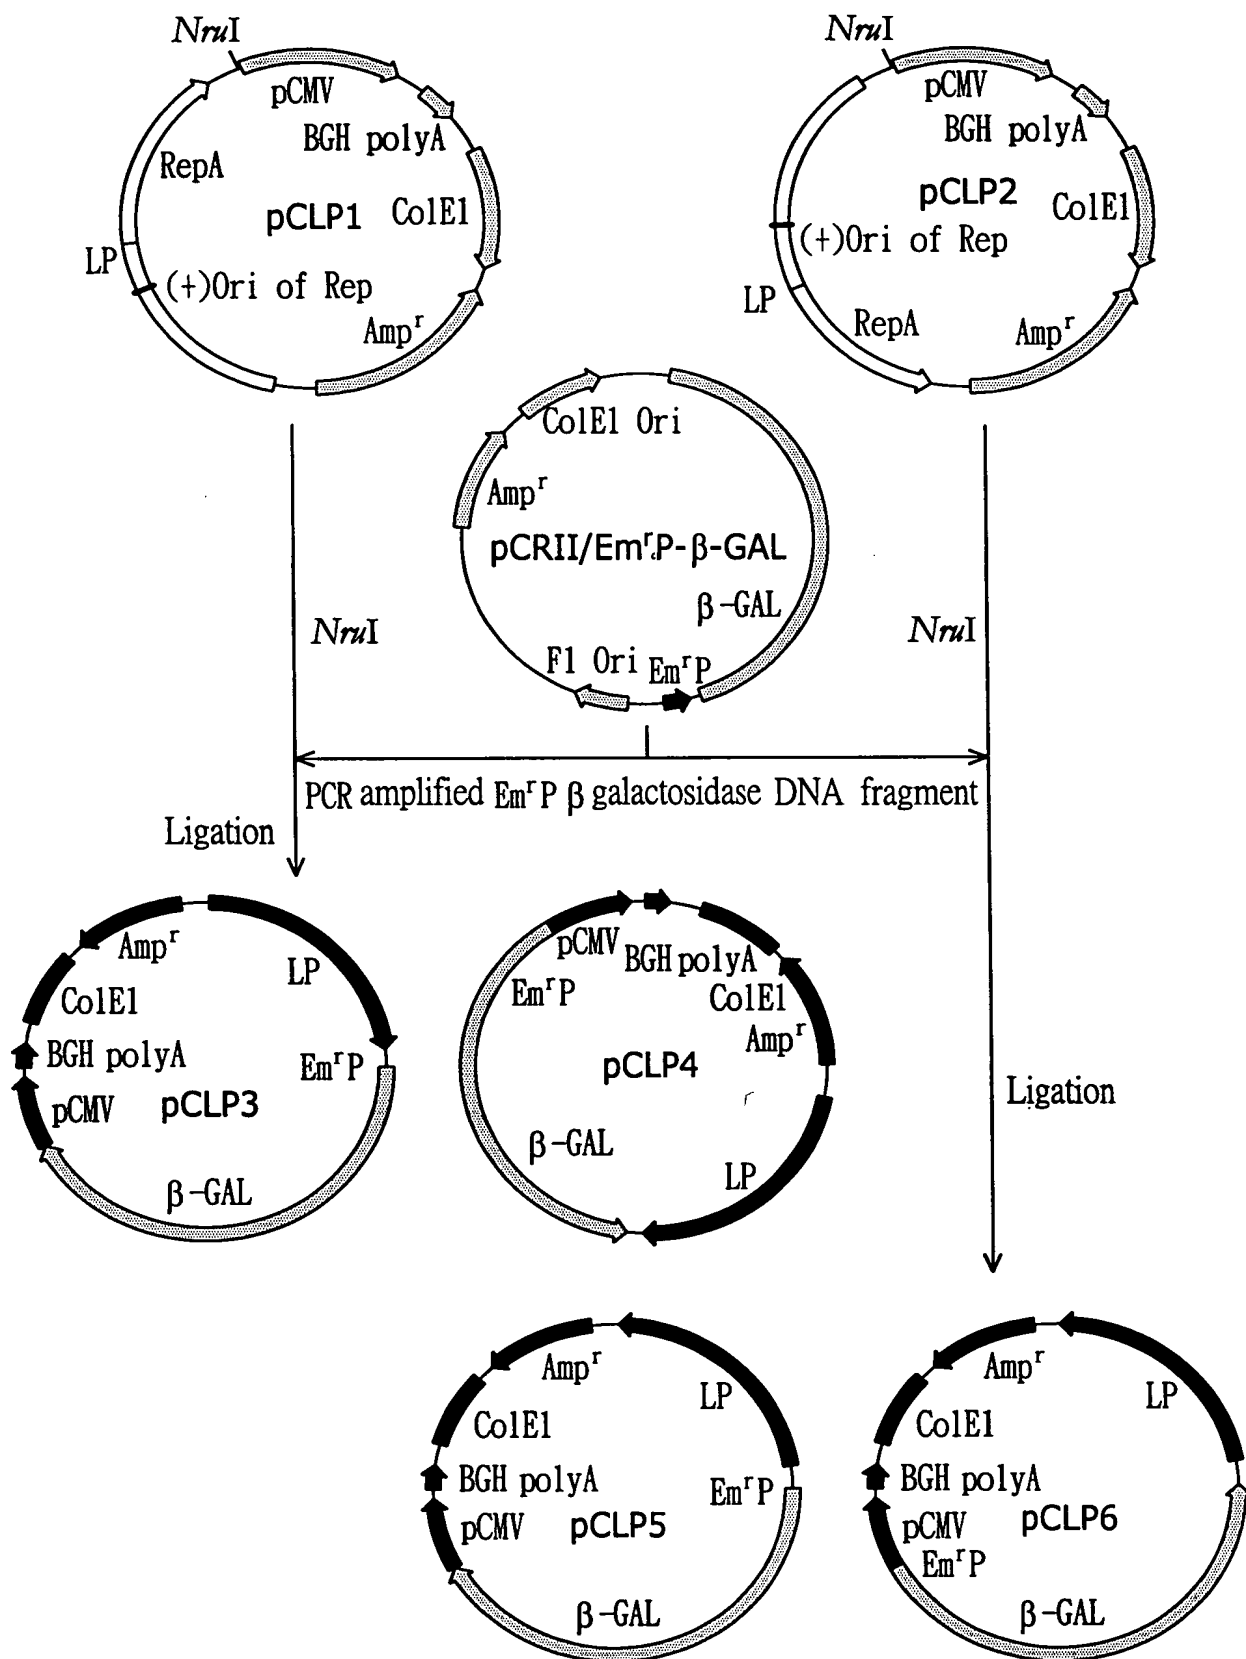 NruI
pCMV
BGH polyA
RepA
pCLP1
ColE1
LP
(+)Ori of Rep
Ampʳ
NruI
pCMV
BGH polyA
pCLP2
ColE1
(+)Ori of Rep
LP
RepA
Ampʳ
ColE1 Ori
Ampʳ
pCRII/EmʳP-β-GAL
β-GAL
F1 Ori
EmʳP
NruI
NruI
PCR amplified EmʳP β galactosidase DNA fragment
Ligation
Ampʳ
LP
ColE1
BGH polyA
EmʳP
pCMV
pCLP3
β-GAL
pCMV
BGH polyA
EmʳP
ColE1
Ampʳ
pCLP4
β-GAL
LP
Ligation
Ampʳ
LP
ColE1
BGH polyA
EmʳP
pCMV
pCLP5
β-GAL
Ampʳ
LP
ColE1
BGH polyA
pCMV
pCLP6
EmʳP
β-GAL